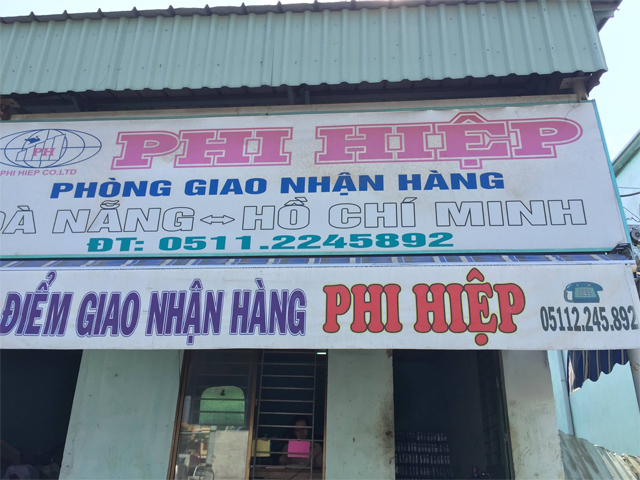 PHI HIỆP
PH
PHI HIEP CO.LTD
PHÒNG GIAO NHẬN HÀNG
ĐÀ NẴNG ↔ HỒ CHÍ MINH
ĐT: 0511.2245892
ĐIỂM GIAO NHẬN HÀNG PHI HIỆP 05112.245.892